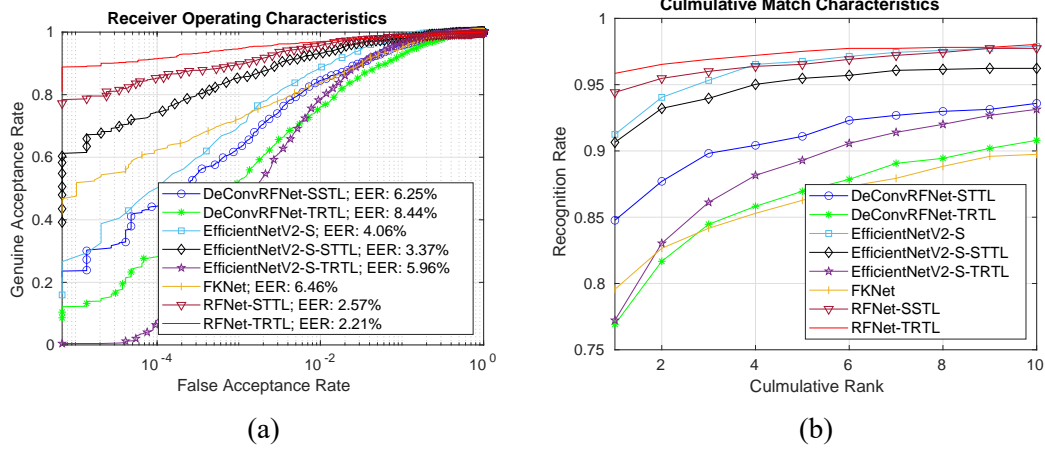 Receiver Operating Characteristics
Genuine Acceptance Rate
1
0.8
0.6
0.4
0.2
0
DeConvRFNet-SSTL; EER: 6.25%
DeConvRFNet-TRTL; EER: 8.44%
EfficientNetV2-S; EER: 4.06%
EfficientNetV2-S-STTL; EER: 3.37%
EfficientNetV2-S-TRTL; EER: 5.96%
FKNet; EER: 6.46%
RFNet-STTL; EER: 2.57%
RFNet-TRTL; EER: 2.21%
10-4
10-2
100
False Acceptance Rate
(a)
Culmulative Match Characteristics
Recognition Rate
1
0.95
0.9
0.85
0.8
0.75
DeConvRFNet-STTL
DeConvRFNet-TRTL
EfficientNetV2-S
EfficientNetV2-S-STTL
EfficientNetV2-S-TRTL
FKNet
RFNet-SSTL
RFNet-TRTL
2 4 6 8 10
Culmulative Rank
(b)